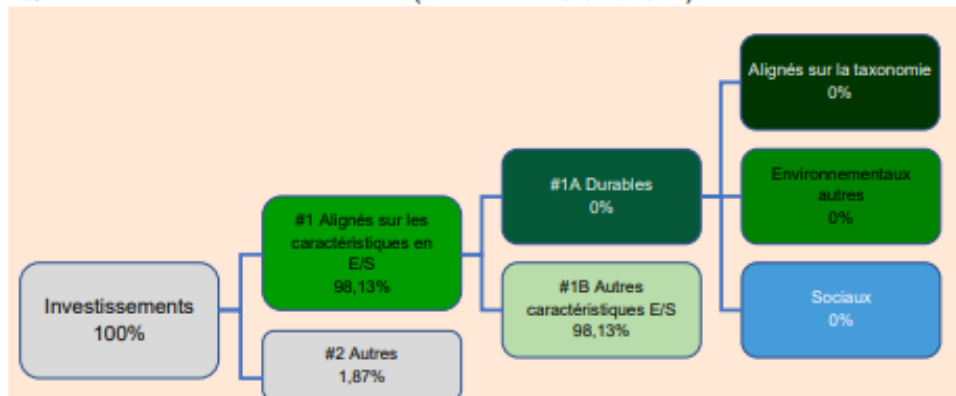 Investissements
100%
#1 Alignés sur les
caractéristiques en
E/S
98,13%
#2 Autres
1,87%
#1A Durables
0%
#1B Autres
caractéristiques E/S
98,13%
Alignés sur la taxonomie
0%
Environnementaux
autres
0%
Sociaux
0%